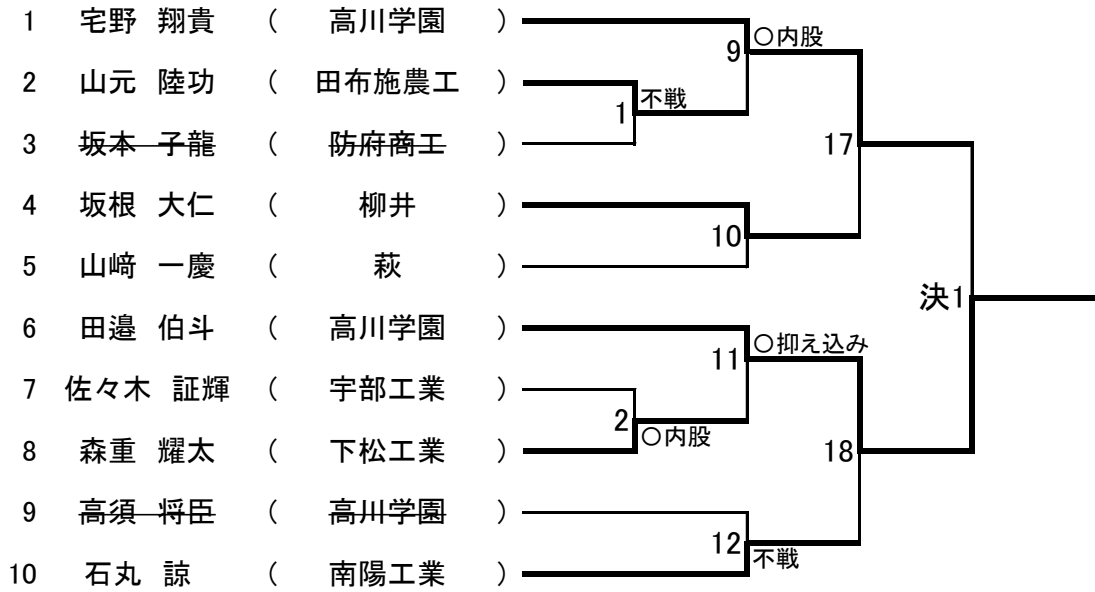 1 宅野 翔貴 ( 高川学園 )
9 〇内股
2 山元 陸功 ( 田布施農工 )
1 不戦
3 坂本 子龍 ( 防府商工 )
17
4 坂根 大仁 ( 柳井 )
10
5 山﨑 一慶 ( 萩 )
決1
6 田邉 伯斗 ( 高川学園 )
11 〇抑え込み
7 佐々木 証輝 ( 宇部工業 )
2 〇内股
8 森重 耀太 ( 下松工業 )
18
9 高須 将臣 ( 高川学園 )
12 不戦
10 石丸 諒 ( 南陽工業 )